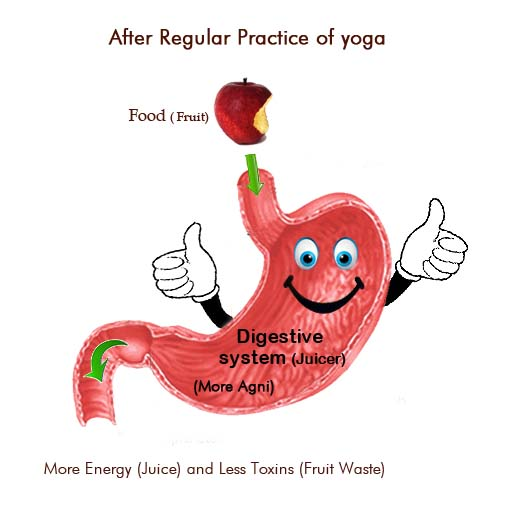 After Regular Practice of yoga
Food (Fruit)
Digestive
system (Juicer)
(More Agni)
More Energy (Juice) and Less Toxins (Fruit Waste)